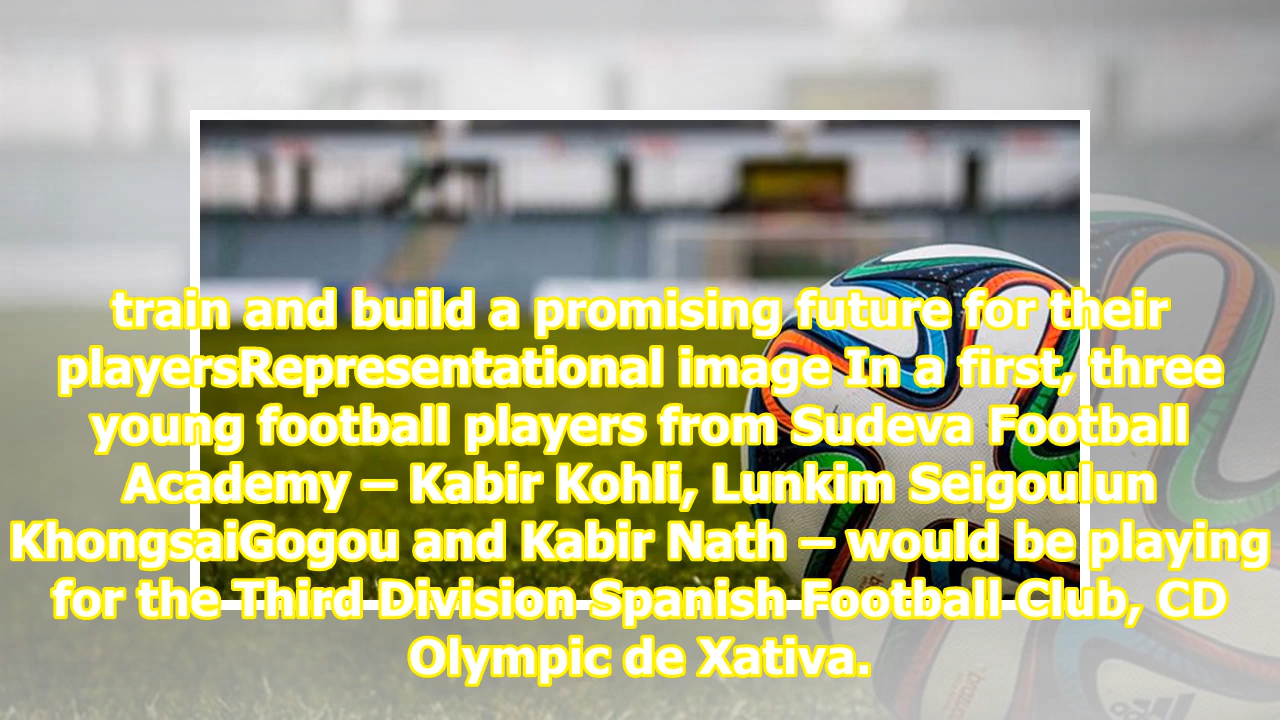 train and build a promising future for their
playersRepresentational image In a first, three
young football players from Sudeva Football
Academy – Kabir Kohli, Lunkim Seigoulun
KhongsaiGogou and Kabir Nath – would be playing
for the Third Division Spanish Football Club, CD
Olympic de Xativa.